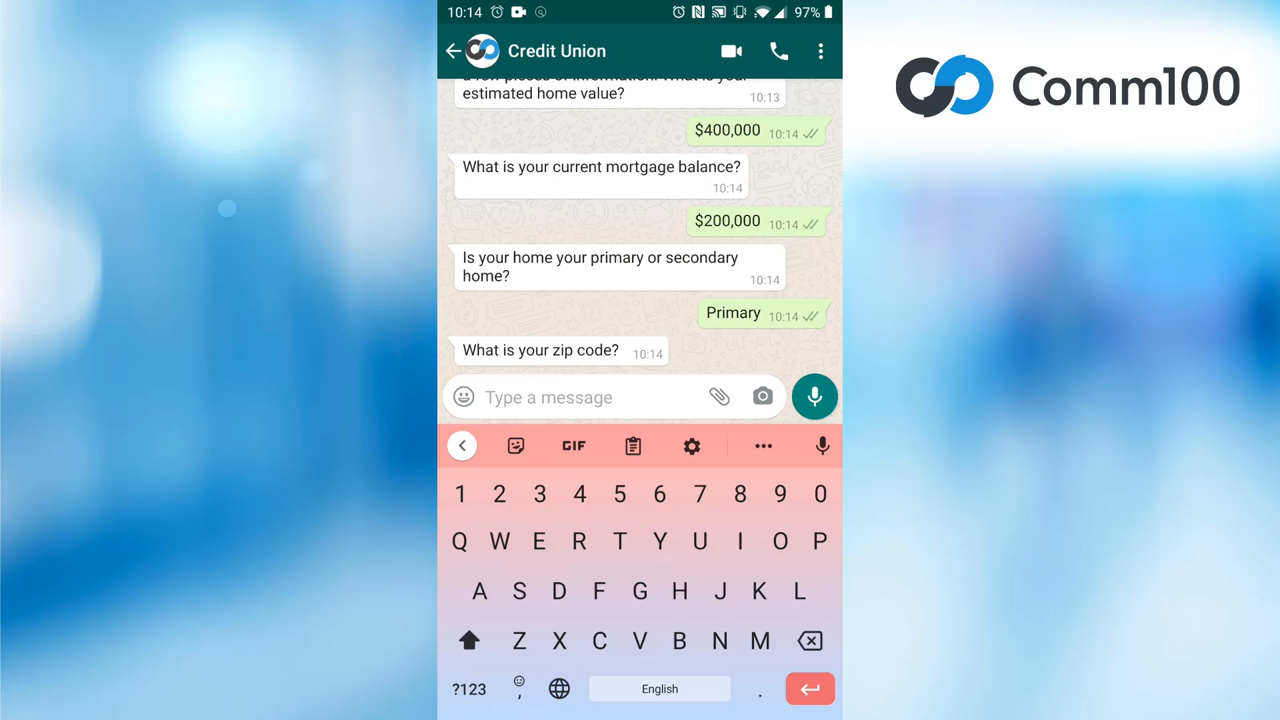 10:14
97%
Credit Union
Comm100
estimated home value?
10:13
$400,000 10:14
What is your current mortgage balance?
10:14
$200,000 10:14
Is your home your primary or secondary
home?
10:14
Primary 10:14
What is your zip code? 10:14
Type a message
GIF
1 2 3 4 5 6 7 8 9 0
Q W E R T Y U I O P
A S D F G H J K L
Z X C V B N M
?123 , English .